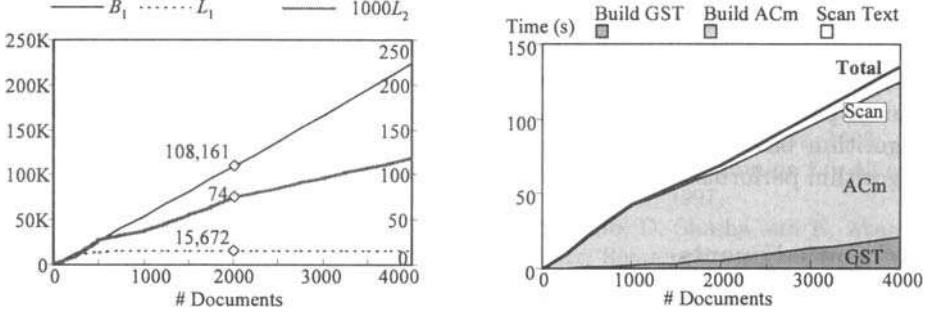 B₁ L₁ 1000L₂
250K 250
200K 200
150K 150
108,161
100K 100
74
50K 50
15,672
0 0
0 1000 2000 3000 4000
# Documents
Build GST Build ACm Scan Text
Time (s)
150
Total
Scan
100
ACm
50
GST
0
0 1000 2000 3000 4000
# Documents